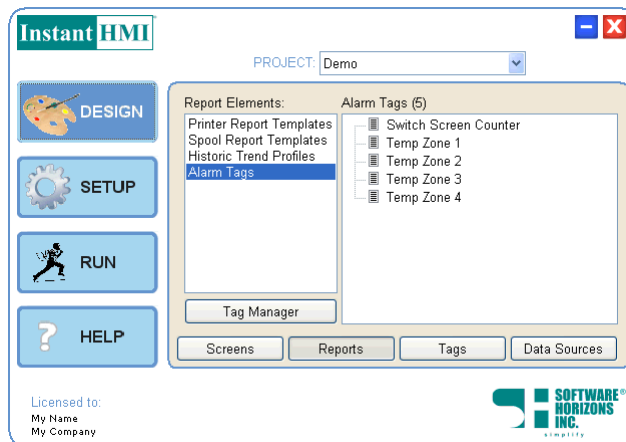 Instant HMI
PROJECT: Demo
DESIGN
SETUP
RUN
HELP
Report Elements:
Printer Report Templates
Spool Report Templates
Historic Trend Profiles
Alarm Tags
Tag Manager
Alarm Tags (5)
Switch Screen Counter
Temp Zone 1
Temp Zone 2
Temp Zone 3
Temp Zone 4
Screens
Reports
Tags
Data Sources
Licensed to:
My Name
My Company
SOFTWARE®
HORIZONS
INC.
simplify